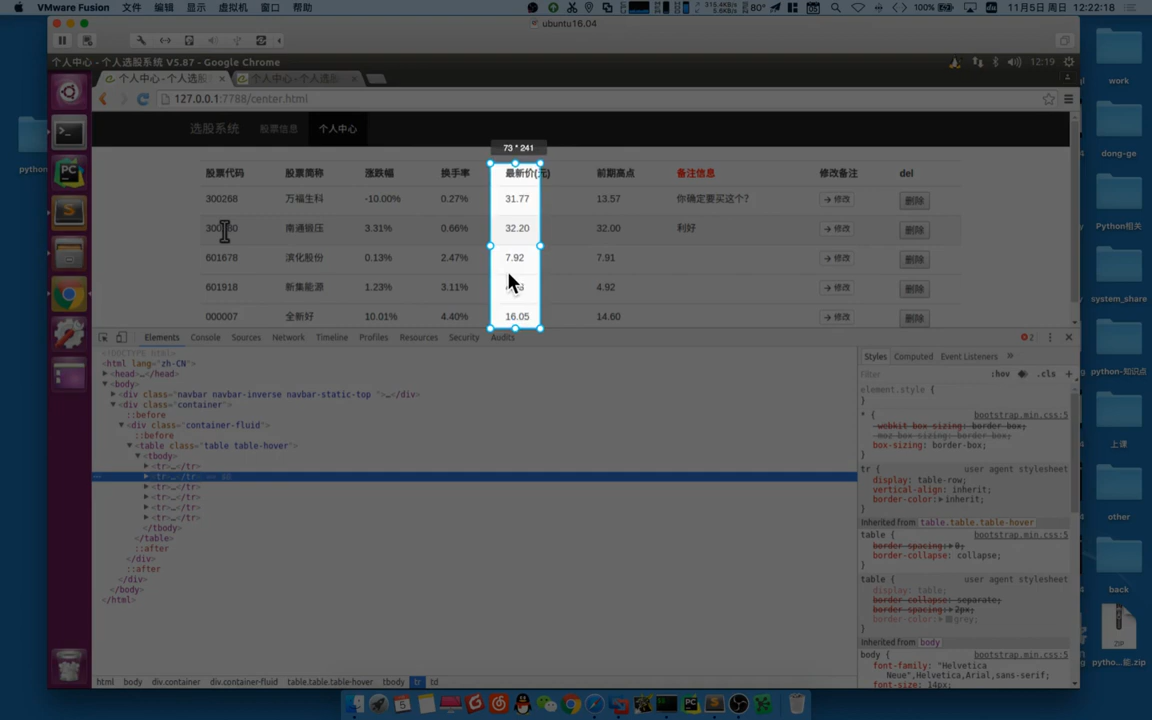 VMware Fusion 文件 编辑 显示 虚拟机 窗口 帮助 80° 100% 11月5日 周日 12:22:18
ubuntu16.04
个人中心 - 个人选股系统 V5.87 - Google Chrome 12:19
个人中心 - 个人选股 个人中心 - 个人选股
127.0.0.1:7788/center.html
选股系统 股票信息 个人中心
73 * 241
股票代码 股票简称 涨跌幅 换手率 最新价(元) 前期高点 备注信息 修改备注 del
300268 万福生科 -10.00% 0.27% 31.77 13.57 你确定要买这个? 修改 删除
南通锻压 3.31% 0.66% 32.20 32.00 利好 修改 删除
601678 滨化股份 0.13% 2.47% 7.92 7.91 修改 删除
601918 新集能源 1.23% 3.11% 4.92 修改 删除
000007 全新好 10.01% 4.40% 16.05 14.60 修改 删除
Elements Console Sources Network Timeline Profiles Resources Security Audits 2
<!DOCTYPE html>
<html lang="zh-CN">
<head>…</head>
<body>
<div class="navbar navbar-inverse navbar-static-top ">…</div>
<div class="container">
::before
<div class="container-fluid">
::before
<table class="table table-hover">
<tbody>
<tr>…</tr>
<tr>…</tr> == $0
<tr>…</tr>
<tr>…</tr>
<tr>…</tr>
<tr>…</tr>
</tbody>
</table>
::after
</div>
::after
</div>
</body>
</html>
html body div.container div.container-fluid table.table.table-hover tbody tr td
Styles Computed Event Listeners »
Filter :hov .cls +
element.style {
}
* { bootstrap.min.css:5
-webkit-box-sizing: border-box;
-moz-box-sizing: border-box;
box-sizing: border-box;
}
tr { user agent stylesheet
display: table-row;
vertical-align: inherit;
border-color: inherit;
}
Inherited from table.table.table-hover
table { bootstrap.min.css:5
border-spacing: 0;
border-collapse: collapse;
}
table { user agent stylesheet
display: table;
border-collapse: separate;
border-spacing: 2px;
border-color: grey;
}
Inherited from body
body { bootstrap.min.css:5
font-family: "Helvetica
Neue",Helvetica,Arial,sans-serif;
font-size: 14px;
work
dong-ge
Python相关
system_share
python-知识点
上课
other
back
ZIP
python